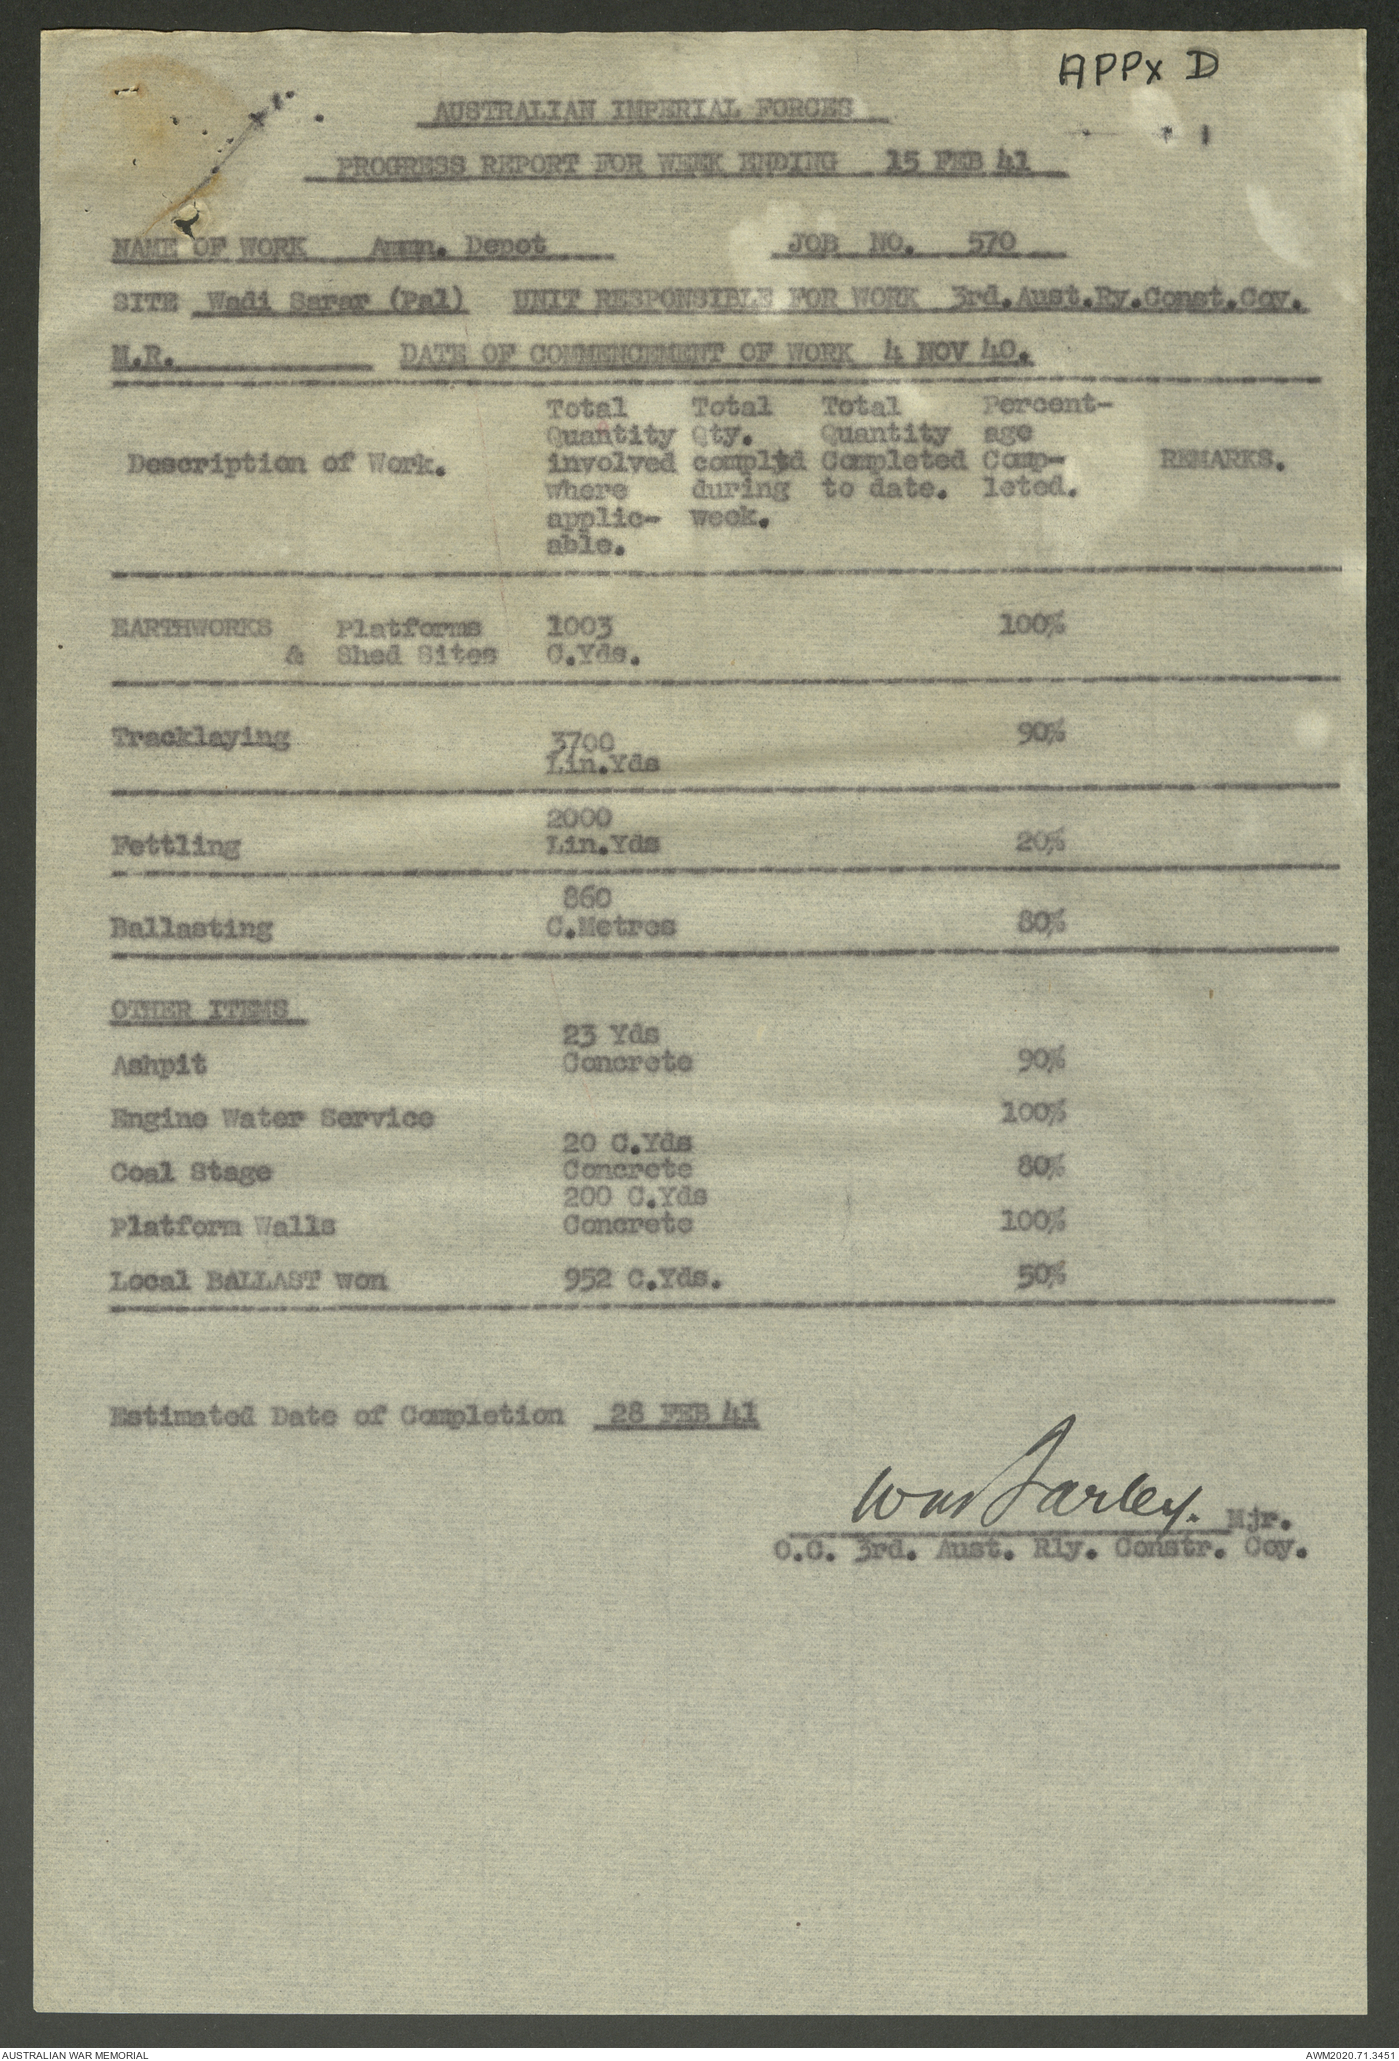 APPx D
AUSTRALIAN IMPERIAL FORCES
PROGRESS REPORT FOR WEEK ENDING 15 FEB 41
NAME OF WORK Ammn. Depot JOB NO. 570
SITE Wadi Sarar (Pal) UNIT RESPONSIBLE FOR WORK 3rd.Aust.Ry.Const.Coy.
M.R. DATE OF COMMENCEMENT OF WORK 4 NOV 40.
Total Total Total Percent-
Quantity Qty. Quantity age
Description of Work. involved compltd Completed Comp- REMARKS.
where during to date. leted.
applic- week.
able.
EARTHWORKS Platforms 1003 100%
& Shed Sites C.Yds.
Tracklaying 3700 90%
Lin.Yds
2000
Fettling Lin.Yds 20%
860
Ballasting C.Metres 80%
OTHER ITEMS
23 Yds
Ashpit Concrete 90%
Engine Water Service 100%
20 C.Yds
Coal Stage Concrete 80%
200 C.Yds
Platform Walls Concrete 100%
Local BALLAST won 952 C.Yds. 50%
Estimated Date of Completion 28 FEB 41
Mjr.
O.C. 3rd. Aust. Rly. Constr. Coy.
AUSTRALIAN WAR MEMORIAL AWM2020.71.3451